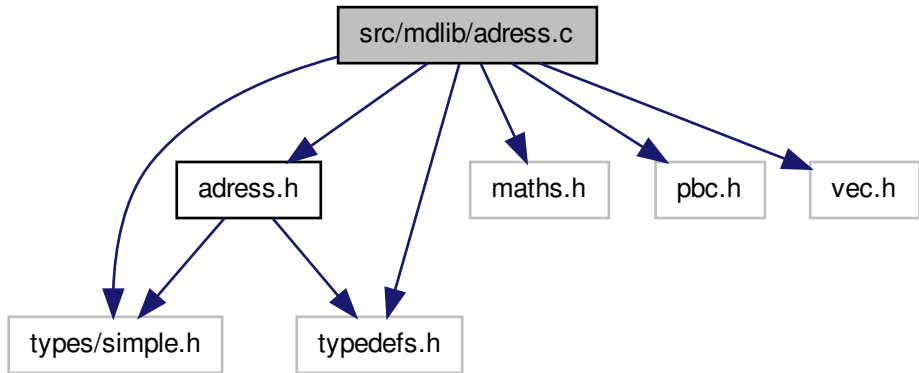 src/mdlib/adress.c
adress.h
maths.h
pbc.h
vec.h
types/simple.h
typedefs.h